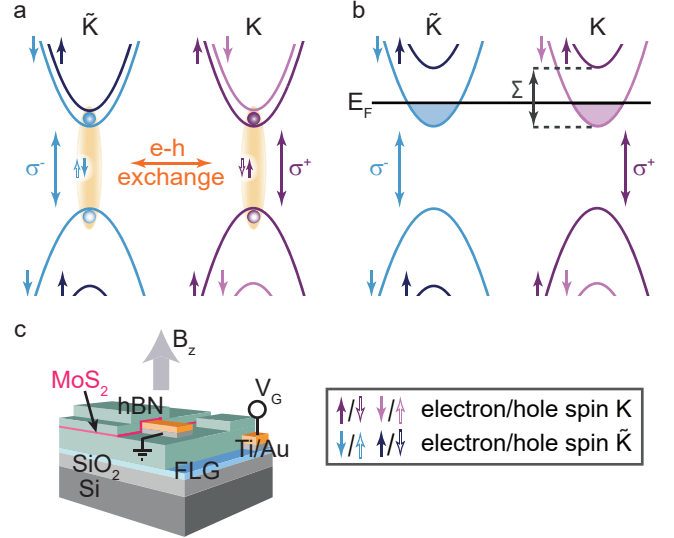 a
K̃
K
σ⁻
e-h
exchange
σ⁺
b
K̃
K
E_F
Σ
σ⁻
σ⁺
c
B_z
MoS₂
hBN
V_G
Ti/Au
SiO₂
FLG
Si
/ / electron/hole spin K
/ / electron/hole spin K̃